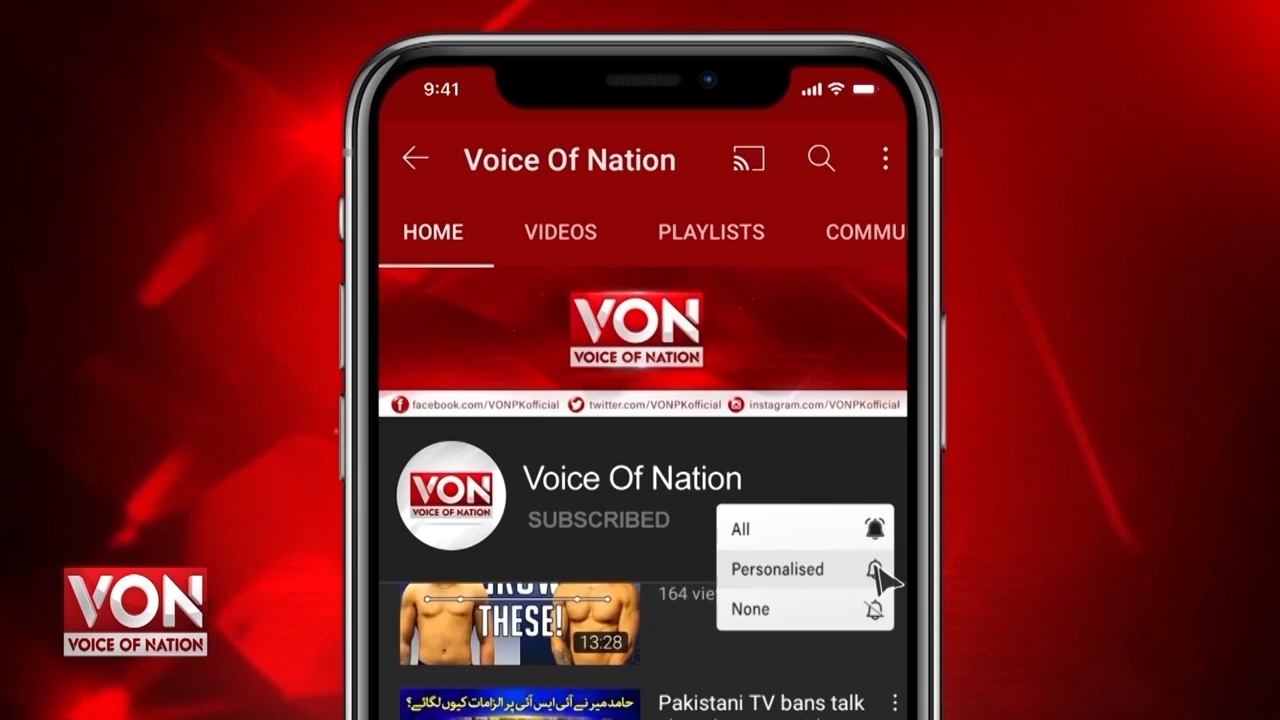 9:41
Voice Of Nation
HOME VIDEOS PLAYLISTS COMMU
VON
VOICE OF NATION
facebook.com/VONPKofficial twitter.com/VONPKofficial instagram.com/VONPKofficial
VON
VOICE OF NATION
Voice Of Nation
SUBSCRIBED
All
Personalised
None
164 vie
THESE!
13:28
حامد میر نے آئی ایس آئی پر الزامات کیوں لگائے؟
Pakistani TV bans talk
VON
VOICE OF NATION